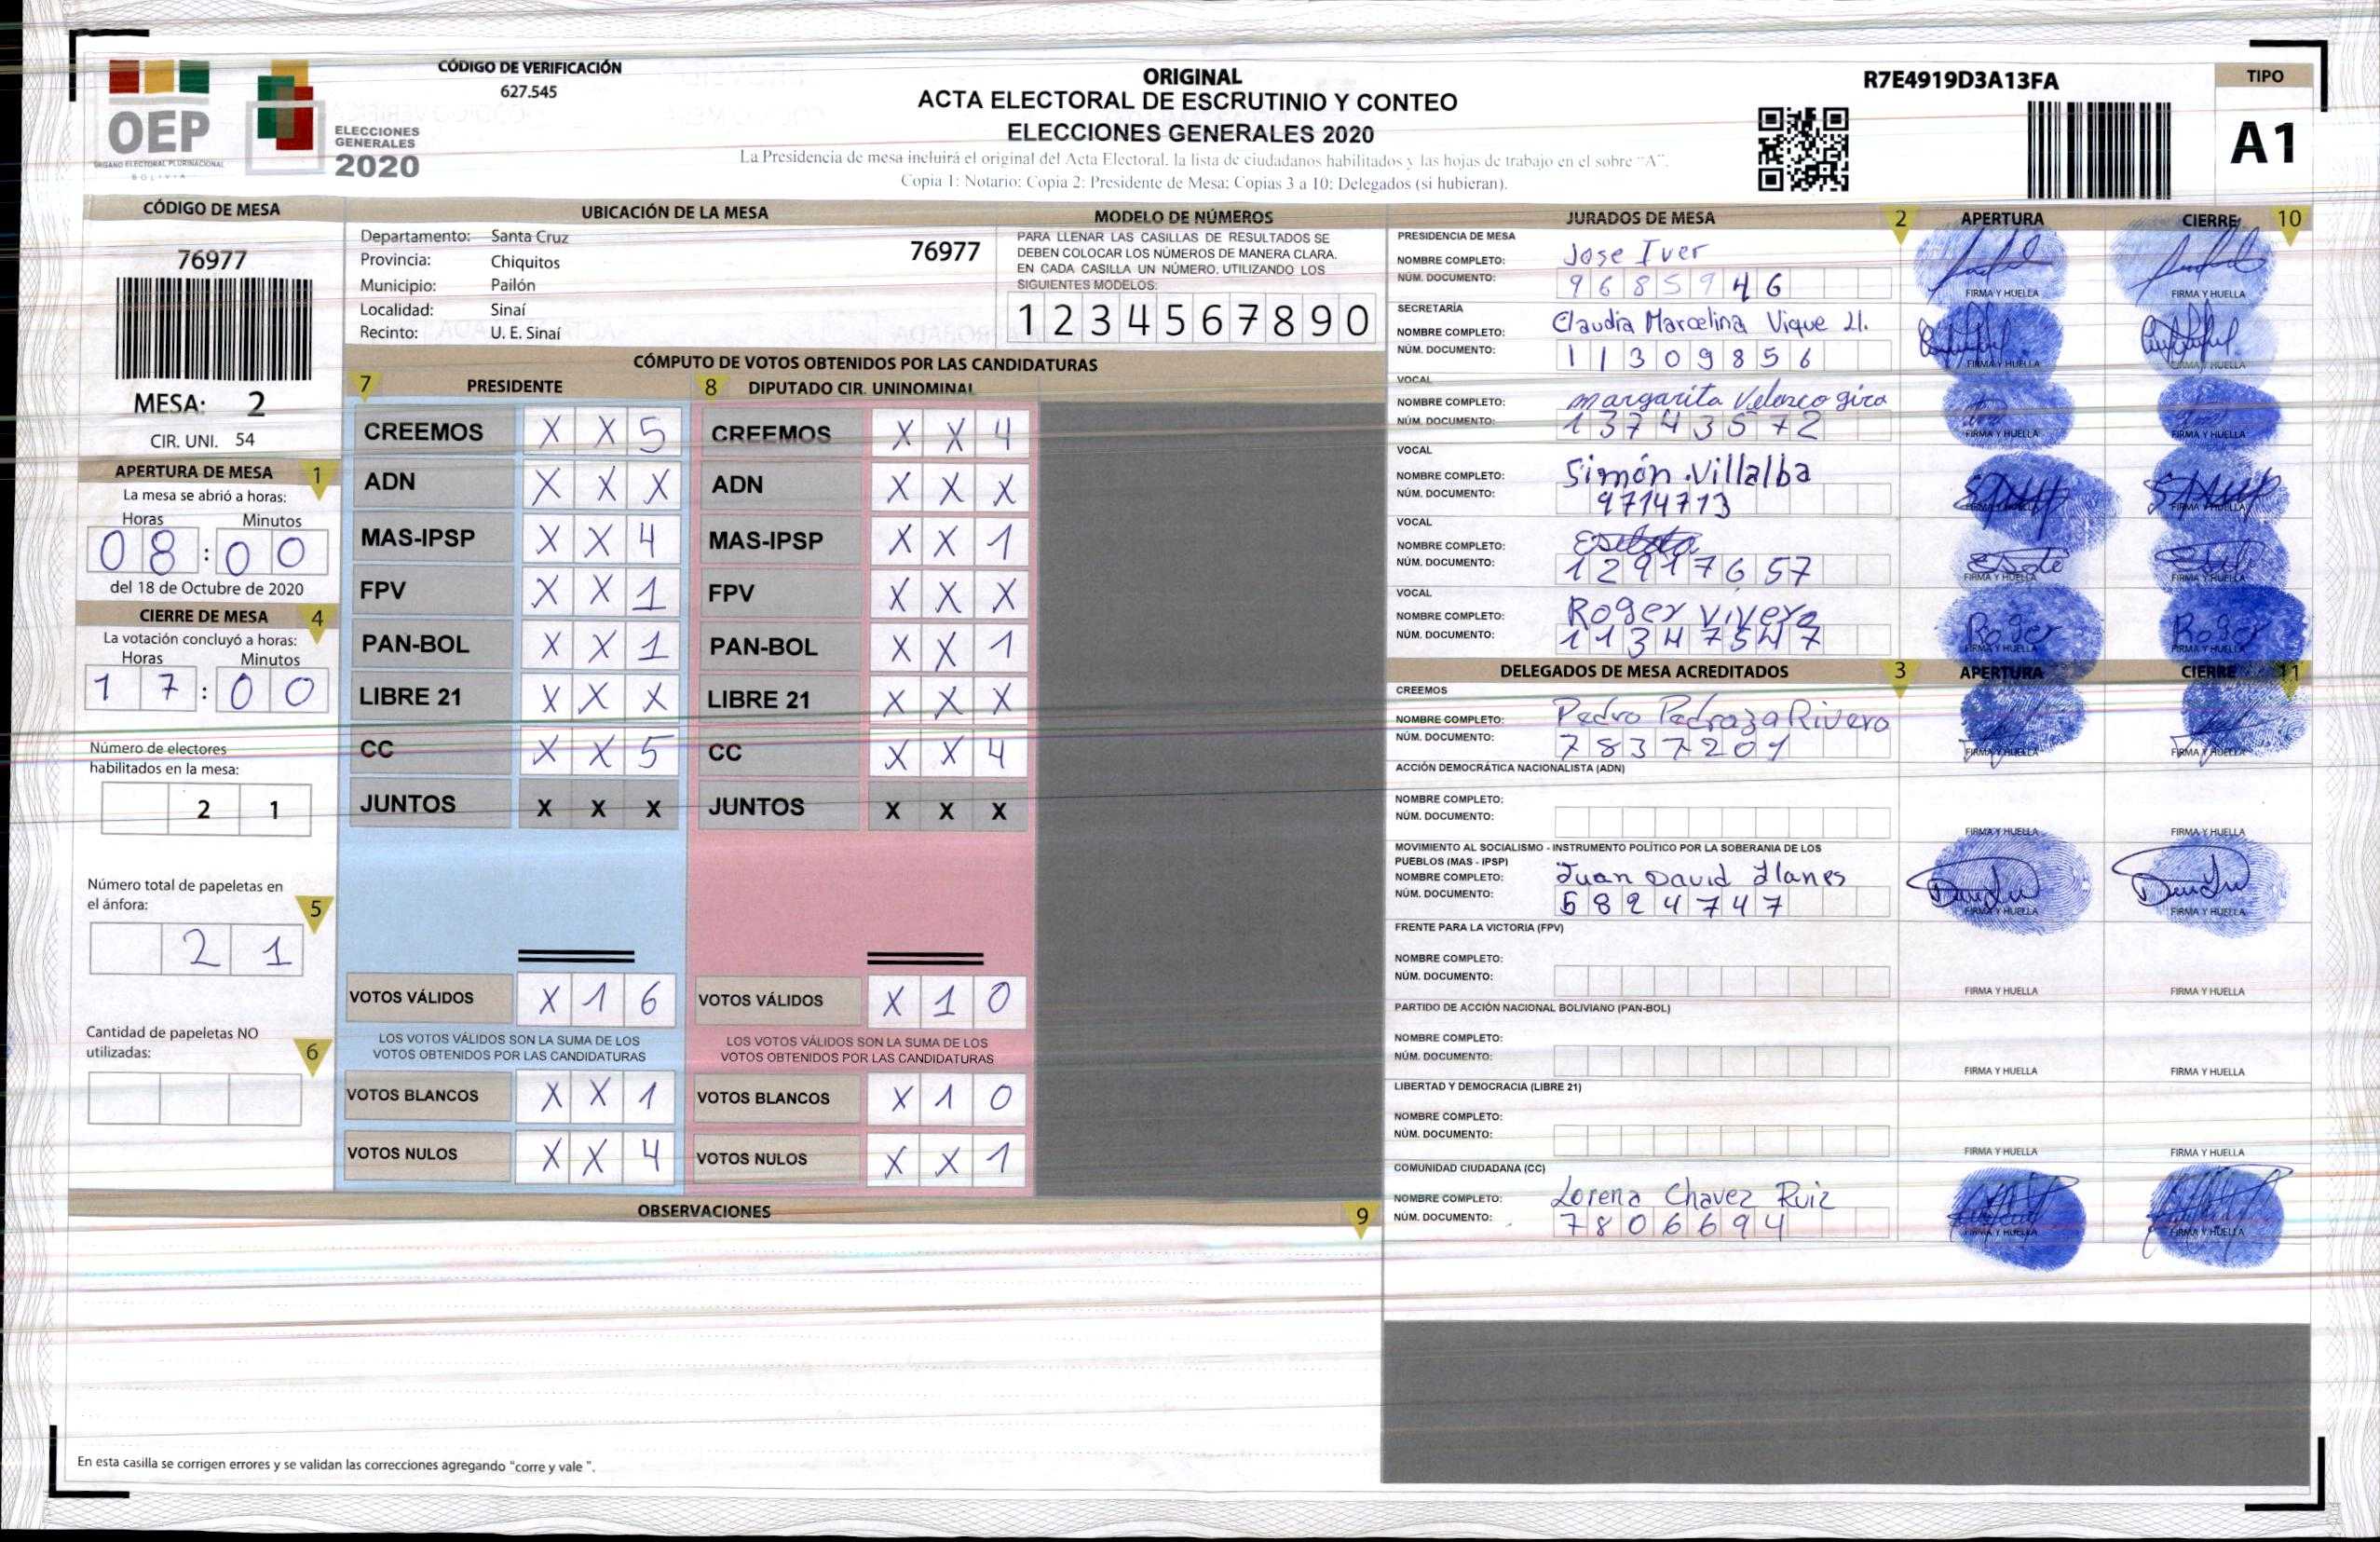 OEP
ÓRGANO ELECTORAL PLURINACIONAL
BOLIVIA
ELECCIONES
GENERALES
2020
CÓDIGO DE VERIFICACIÓN
627.545
ORIGINAL
ACTA ELECTORAL DE ESCRUTINIO Y CONTEO
ELECCIONES GENERALES 2020
La Presidencia de mesa incluirá el original del Acta Electoral, la lista de ciudadanos habilitados y las hojas de trabajo en el sobre "A".
Copia 1: Notario; Copia 2: Presidente de Mesa; Copias 3 a 10: Delegados (si hubieran).
R7E4919D3A13FA
TIPO
A1
CÓDIGO DE MESA
76977
MESA: 2
CIR. UNI. 54
APERTURA DE MESA 1
La mesa se abrió a horas:
Horas Minutos
08:00
del 18 de Octubre de 2020
CIERRE DE MESA 4
La votación concluyó a horas:
Horas Minutos
17:00
Número de electores
habilitados en la mesa:
2 1
Número total de papeletas en
el ánfora: 5
2 1
Cantidad de papeletas NO
utilizadas: 6
UBICACIÓN DE LA MESA
Departamento: Santa Cruz
Provincia: Chiquitos
Municipio: Pailón
Localidad: Sinaí
Recinto: U. E. Sinaí
76977
MODELO DE NÚMEROS
PARA LLENAR LAS CASILLAS DE RESULTADOS SE
DEBEN COLOCAR LOS NÚMEROS DE MANERA CLARA.
EN CADA CASILLA UN NÚMERO, UTILIZANDO LOS
SIGUIENTES MODELOS:
1 2 3 4 5 6 7 8 9 0
CÓMPUTO DE VOTOS OBTENIDOS POR LAS CANDIDATURAS
7 PRESIDENTE 8 DIPUTADO CIR. UNINOMINAL
CREEMOS X X 5 CREEMOS X X 4
ADN X X X ADN X X X
MAS-IPSP X X 4 MAS-IPSP X X 1
FPV X X 1 FPV X X X
PAN-BOL X X 1 PAN-BOL X X 1
LIBRE 21 X X X LIBRE 21 X X X
CC X X 5 CC X X 4
JUNTOS X X X JUNTOS X X X
VOTOS VÁLIDOS X 1 6 VOTOS VÁLIDOS X 1 0
LOS VOTOS VÁLIDOS SON LA SUMA DE LOS LOS VOTOS VÁLIDOS SON LA SUMA DE LOS
VOTOS OBTENIDOS POR LAS CANDIDATURAS VOTOS OBTENIDOS POR LAS CANDIDATURAS
VOTOS BLANCOS X X 1 VOTOS BLANCOS X 1 0
VOTOS NULOS X X 4 VOTOS NULOS X X 1
OBSERVACIONES 9
En esta casilla se corrigen errores y se validan las correcciones agregando "corre y vale ".
JURADOS DE MESA 2 APERTURA CIERRE 10
PRESIDENCIA DE MESA
NOMBRE COMPLETO: Jose Iver
NÚM. DOCUMENTO: 9685946
FIRMA Y HUELLA FIRMA Y HUELLA
SECRETARÍA
NOMBRE COMPLETO: Claudia Marcelina Vique Ll.
NÚM. DOCUMENTO: 11309856
FIRMA Y HUELLA FIRMA Y HUELLA
VOCAL
NOMBRE COMPLETO: margarita Velazco
NÚM. DOCUMENTO: 13743572
FIRMA Y HUELLA FIRMA Y HUELLA
VOCAL
NOMBRE COMPLETO: Simón Villalba
NÚM. DOCUMENTO: 9714713
FIRMA Y HUELLA FIRMA Y HUELLA
VOCAL
NOMBRE COMPLETO:
NÚM. DOCUMENTO: 12917657
FIRMA Y HUELLA FIRMA Y HUELLA
VOCAL
NOMBRE COMPLETO: Roger Vivero
NÚM. DOCUMENTO: 11347547
Roger Roger
FIRMA Y HUELLA FIRMA Y HUELLA
DELEGADOS DE MESA ACREDITADOS 3 APERTURA CIERRE 11
CREEMOS
NOMBRE COMPLETO: Pedro Pedraza Rivero
NÚM. DOCUMENTO: 7837201
FIRMA Y HUELLA FIRMA Y HUELLA
ACCIÓN DEMOCRÁTICA NACIONALISTA (ADN)
NOMBRE COMPLETO:
NÚM. DOCUMENTO:
FIRMA Y HUELLA FIRMA Y HUELLA
MOVIMIENTO AL SOCIALISMO - INSTRUMENTO POLÍTICO POR LA SOBERANIA DE LOS
PUEBLOS (MAS - IPSP)
NOMBRE COMPLETO: Juan David Llanes
NÚM. DOCUMENTO: 5824747
FIRMA Y HUELLA FIRMA Y HUELLA
FRENTE PARA LA VICTORIA (FPV)
NOMBRE COMPLETO:
NÚM. DOCUMENTO:
FIRMA Y HUELLA FIRMA Y HUELLA
PARTIDO DE ACCIÓN NACIONAL BOLIVIANO (PAN-BOL)
NOMBRE COMPLETO:
NÚM. DOCUMENTO:
FIRMA Y HUELLA FIRMA Y HUELLA
LIBERTAD Y DEMOCRACIA (LIBRE 21)
NOMBRE COMPLETO:
NÚM. DOCUMENTO:
FIRMA Y HUELLA FIRMA Y HUELLA
COMUNIDAD CIUDADANA (CC)
NOMBRE COMPLETO: Lorena Chavez Ruiz
NÚM. DOCUMENTO: 7806694
FIRMA Y HUELLA FIRMA Y HUELLA